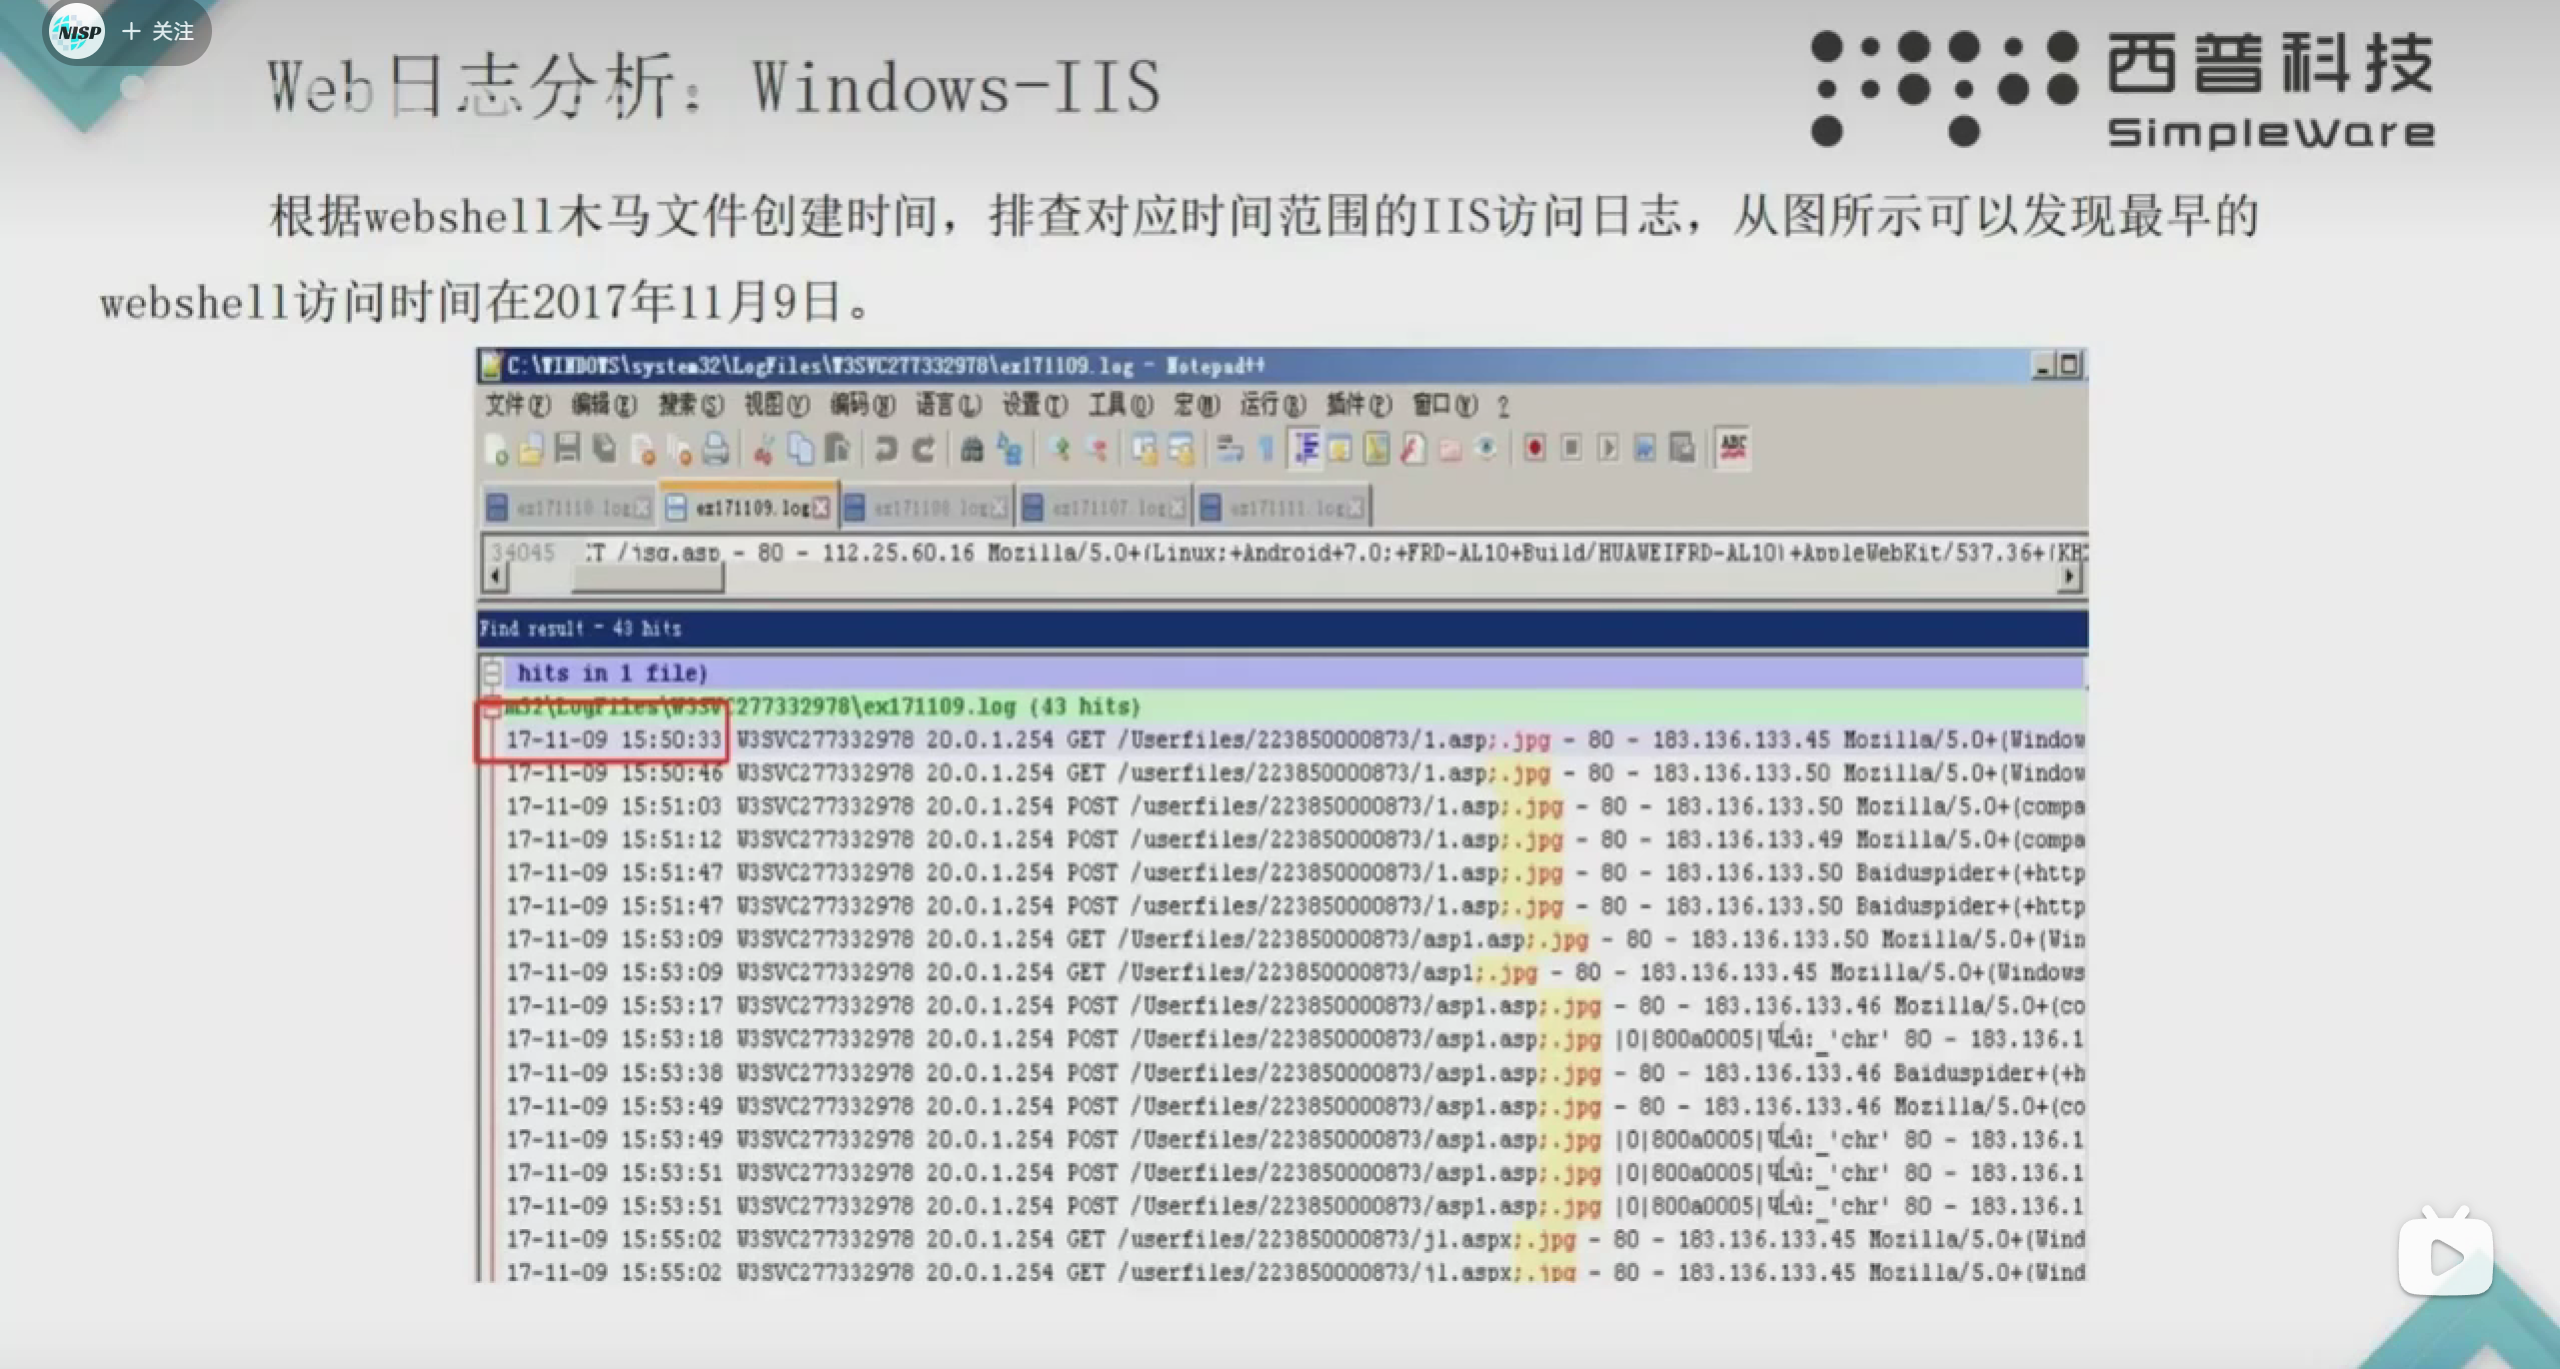 NISP + 关注
Web日志分析：Windows-IIS
西普科技
SimpleWare
根据webshell木马文件创建时间，排查对应时间范围的IIS访问日志，从图所示可以发现最早的
webshell访问时间在2017年11月9日。
C:\WINDOWS\system32\LogFiles\W3SVC277332978\ex171109.log - Notepad++
文件(F) 编辑(E) 搜索(S) 视图(V) 编码(N) 语言(L) 设置(T) 工具(O) 宏(M) 运行(R) 插件(P) 窗口(W) ?
ABC
ex171110.log ex171109.log ex171108.log ex171107.log ex171111.log
34045 :T /jsq.asp - 80 - 112.25.60.16 Mozilla/5.0+(Linux;+Android+7.0;+FRD-AL10+Build/HUAWEIFRD-AL10)+AppleWebKit/537.36+(KH
Find result - 43 hits
hits in 1 file)
m32\LogFiles\W3SVC277332978\ex171109.log (43 hits)
17-11-09 15:50:33 W3SVC277332978 20.0.1.254 GET /Userfiles/223850000873/1.asp;.jpg - 80 - 183.136.133.45 Mozilla/5.0+(Window
17-11-09 15:50:46 W3SVC277332978 20.0.1.254 GET /userfiles/223850000873/1.asp;.jpg - 80 - 183.136.133.50 Mozilla/5.0+(Window
17-11-09 15:51:03 W3SVC277332978 20.0.1.254 POST /userfiles/223850000873/1.asp;.jpg - 80 - 183.136.133.50 Mozilla/5.0+(compa
17-11-09 15:51:12 W3SVC277332978 20.0.1.254 POST /userfiles/223850000873/1.asp;.jpg - 80 - 183.136.133.49 Mozilla/5.0+(compa
17-11-09 15:51:47 W3SVC277332978 20.0.1.254 POST /userfiles/223850000873/1.asp;.jpg - 80 - 183.136.133.50 Baiduspider+(+http
17-11-09 15:51:47 W3SVC277332978 20.0.1.254 POST /userfiles/223850000873/1.asp;.jpg - 80 - 183.136.133.50 Baiduspider+(+http
17-11-09 15:53:09 W3SVC277332978 20.0.1.254 GET /Userfiles/223850000873/asp1.asp;.jpg - 80 - 183.136.133.50 Mozilla/5.0+(Win
17-11-09 15:53:09 W3SVC277332978 20.0.1.254 GET /Userfiles/223850000873/asp1;.jpg - 80 - 183.136.133.45 Mozilla/5.0+(Windows
17-11-09 15:53:17 W3SVC277332978 20.0.1.254 POST /Userfiles/223850000873/asp1.asp;.jpg - 80 - 183.136.133.46 Mozilla/5.0+(co
17-11-09 15:53:18 W3SVC277332978 20.0.1.254 POST /Userfiles/223850000873/asp1.asp;.jpg |0|800a0005| :_'chr' 80 - 183.136.1
17-11-09 15:53:38 W3SVC277332978 20.0.1.254 POST /Userfiles/223850000873/asp1.asp;.jpg - 80 - 183.136.133.46 Baiduspider+(+h
17-11-09 15:53:49 W3SVC277332978 20.0.1.254 POST /Userfiles/223850000873/asp1.asp;.jpg - 80 - 183.136.133.46 Mozilla/5.0+(co
17-11-09 15:53:49 W3SVC277332978 20.0.1.254 POST /Userfiles/223850000873/asp1.asp;.jpg |0|800a0005| :_'chr' 80 - 183.136.1
17-11-09 15:53:51 W3SVC277332978 20.0.1.254 POST /Userfiles/223850000873/asp1.asp;.jpg |0|800a0005| :_'chr' 80 - 183.136.1
17-11-09 15:53:51 W3SVC277332978 20.0.1.254 POST /Userfiles/223850000873/asp1.asp;.jpg |0|800a0005| :_'chr' 80 - 183.136.1
17-11-09 15:55:02 W3SVC277332978 20.0.1.254 GET /userfiles/223850000873/jl.aspx;.jpg - 80 - 183.136.133.45 Mozilla/5.0+(Wind
17-11-09 15:55:02 W3SVC277332978 20.0.1.254 GET /userfiles/223850000873/jl.aspx;.jpg - 80 - 183.136.133.45 Mozilla/5.0+(Wind